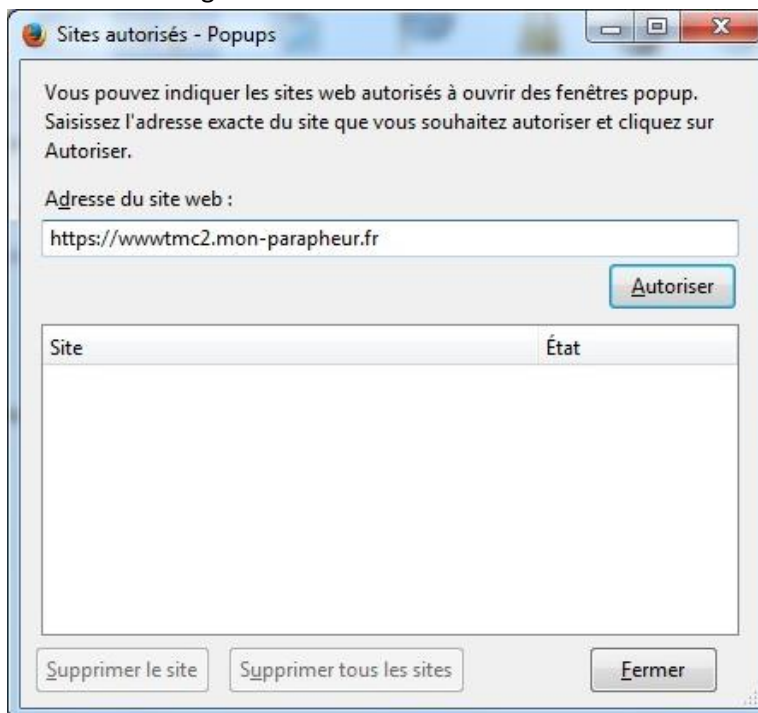 Sites autorisés - Popups
Vous pouvez indiquer les sites web autorisés à ouvrir des fenêtres popup.
Saisissez l'adresse exacte du site que vous souhaitez autoriser et cliquez sur
Autoriser.
Adresse du site web :
https://wwwtmc2.mon-parapheur.fr
Autoriser
Site État
Supprimer le site Supprimer tous les sites Fermer